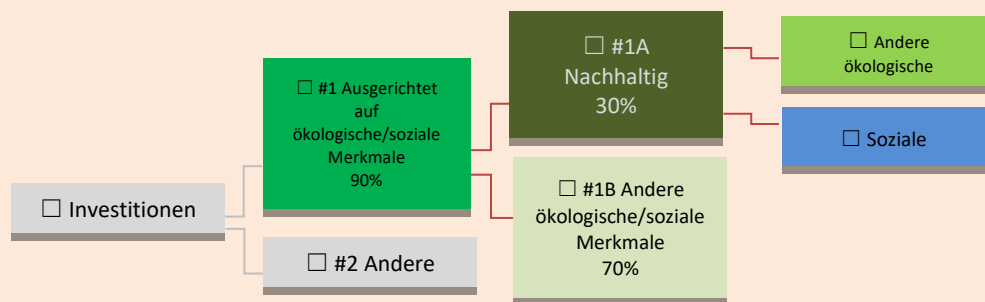 ☐ Investitionen
☐ #1 Ausgerichtet
auf
ökologische/soziale
Merkmale
90%
☐ #2 Andere
☐ #1A
Nachhaltig
30%
☐ #1B Andere
ökologische/soziale
Merkmale
70%
☐ Andere
ökologische
☐ Soziale